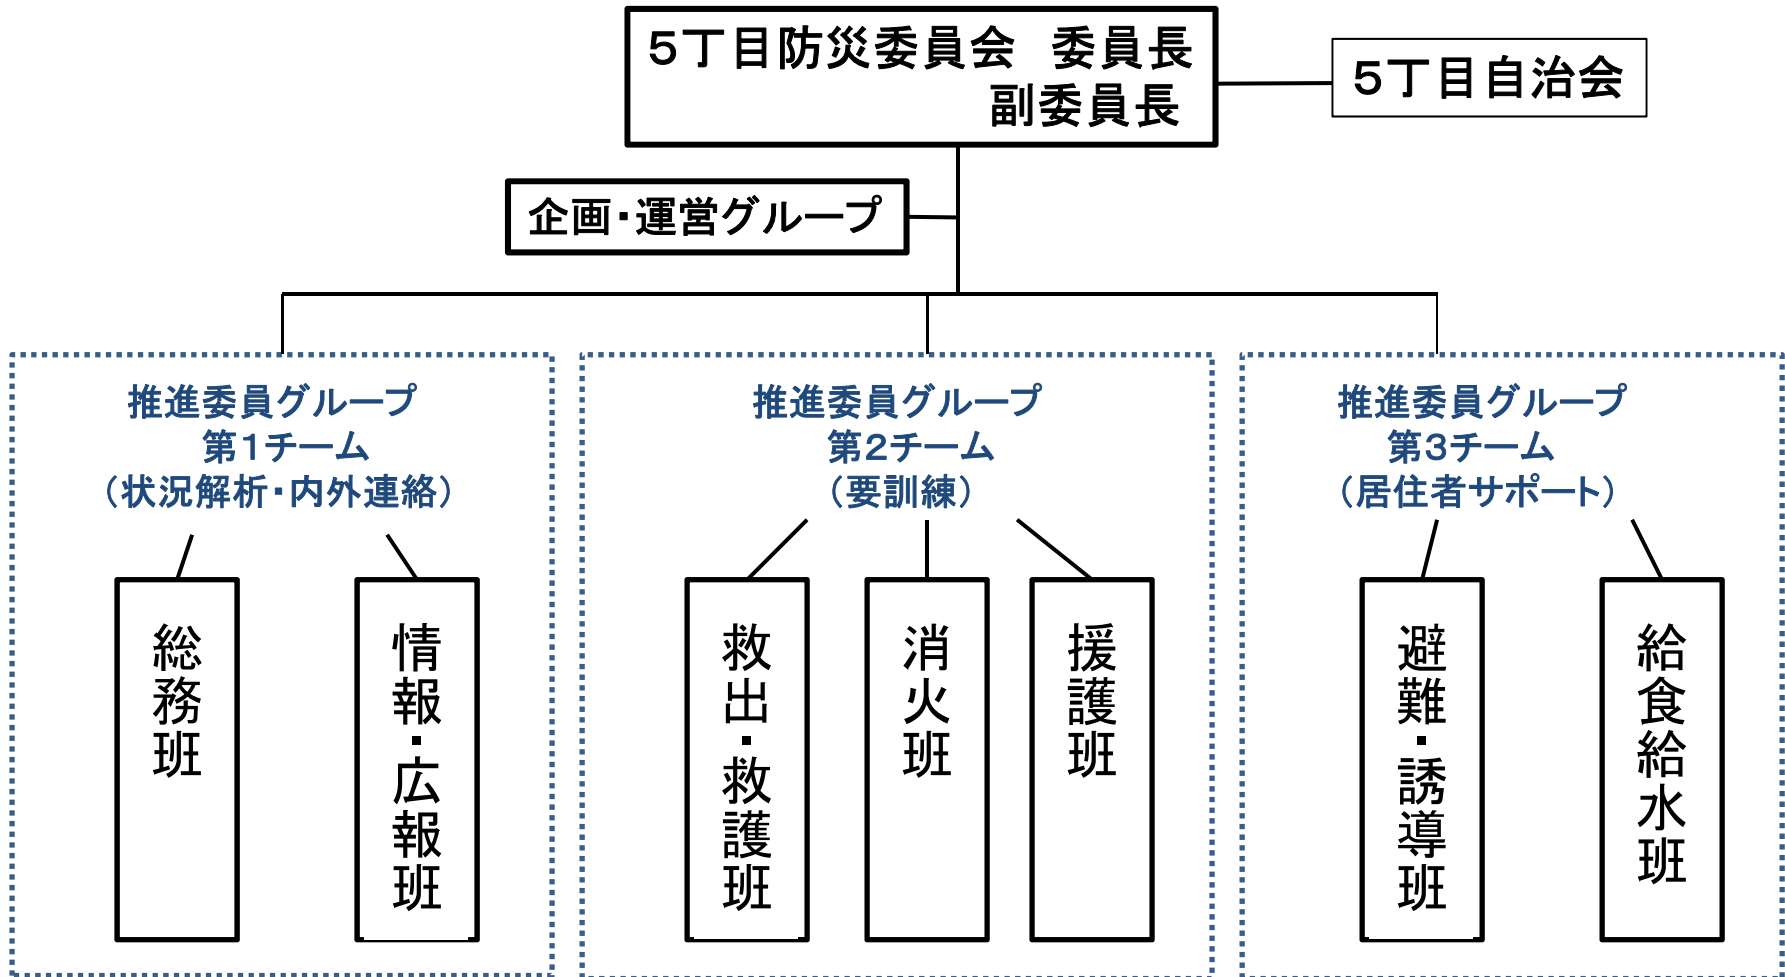 5丁目防災委員会　委員長
副委員長
5丁目自治会
企画・運営グループ
推進委員グループ
第1チーム
（状況解析・内外連絡）
総務班
情報・広報班
推進委員グループ
第2チーム
（要訓練）
救出・救護班
消火班
援護班
推進委員グループ
第3チーム
（居住者サポート）
避難・誘導班
給食給水班